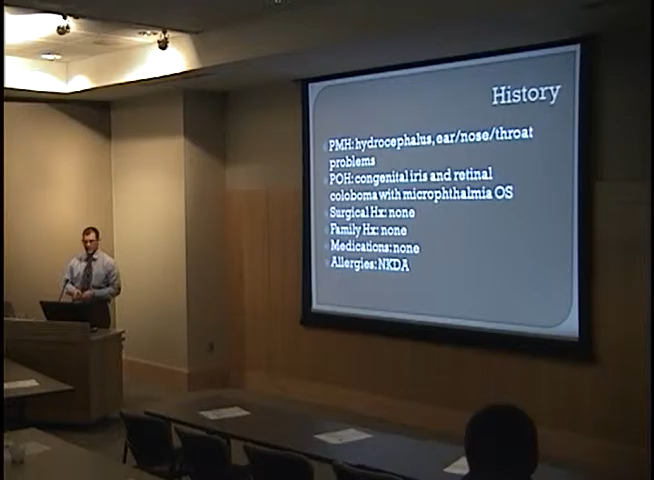 History
PMH: hydrocephalus, ear/nose/throat
problems
POH: congenital iris and retinal
coloboma with microphthalmia OS
Surgical Hx: none
Family Hx: none
Medications: none
Allergies: NKDA